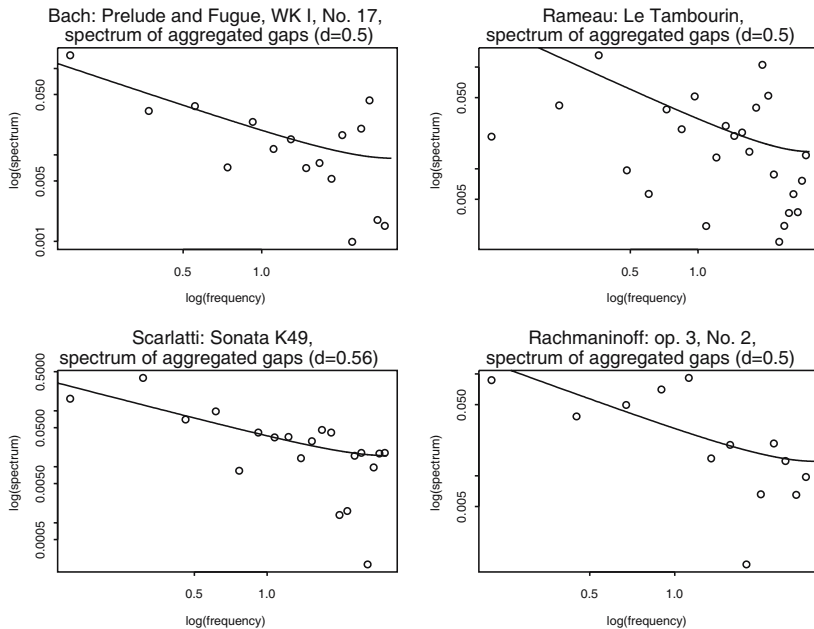 Bach: Prelude and Fugue, WK I, No. 17,
spectrum of aggregated gaps (d=0.5)
log(spectrum)
0.050
0.005
0.001
0.5
1.0
log(frequency)
Rameau: Le Tambourin,
spectrum of aggregated gaps (d=0.5)
log(spectrum)
0.050
0.005
0.5
1.0
log(frequency)
Scarlatti: Sonata K49,
spectrum of aggregated gaps (d=0.56)
log(spectrum)
0.5000
0.0500
0.0050
0.0005
0.5
1.0
log(frequency)
Rachmaninoff: op. 3, No. 2,
spectrum of aggregated gaps (d=0.5)
log(spectrum)
0.050
0.005
0.5
1.0
log(frequency)